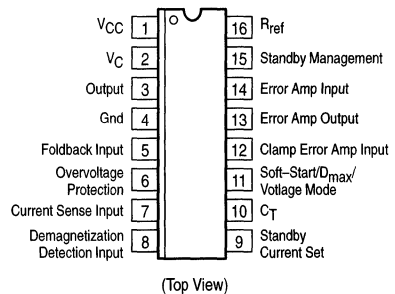 VCC 1 16 Rref
VC 2 15 Standby Management
Output 3 14 Error Amp Input
Gnd 4 13 Error Amp Output
Foldback Input 5 12 Clamp Error Amp Input
Overvoltage
Protection 6 11 Soft–Start/Dmax/
Votlage Mode
Current Sense Input 7 10 CT
Demagnetization
Detection Input 8 9 Standby
Current Set
(Top View)